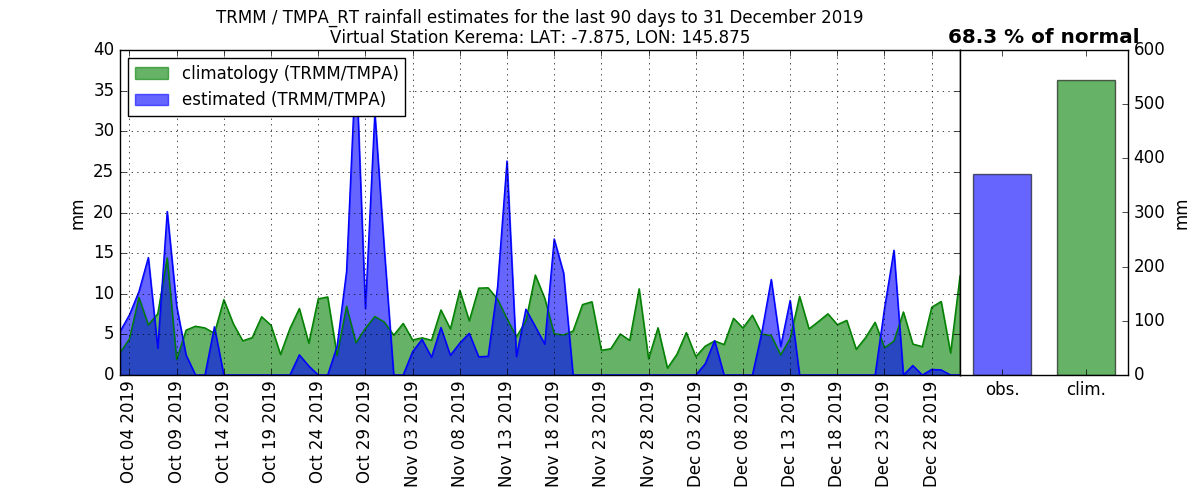 TRMM / TMPA_RT rainfall estimates for the last 90 days to 31 December 2019
Virtual Station Kerema: LAT: -7.875, LON: 145.875
68.3 % of normal
climatology (TRMM/TMPA)
estimated (TRMM/TMPA)
40
35
30
25
20
15
10
5
0
mm
600
500
400
300
200
100
0
mm
Oct 04 2019
Oct 09 2019
Oct 14 2019
Oct 19 2019
Oct 24 2019
Oct 29 2019
Nov 03 2019
Nov 08 2019
Nov 13 2019
Nov 18 2019
Nov 23 2019
Nov 28 2019
Dec 03 2019
Dec 08 2019
Dec 13 2019
Dec 18 2019
Dec 23 2019
Dec 28 2019
obs.
clim.